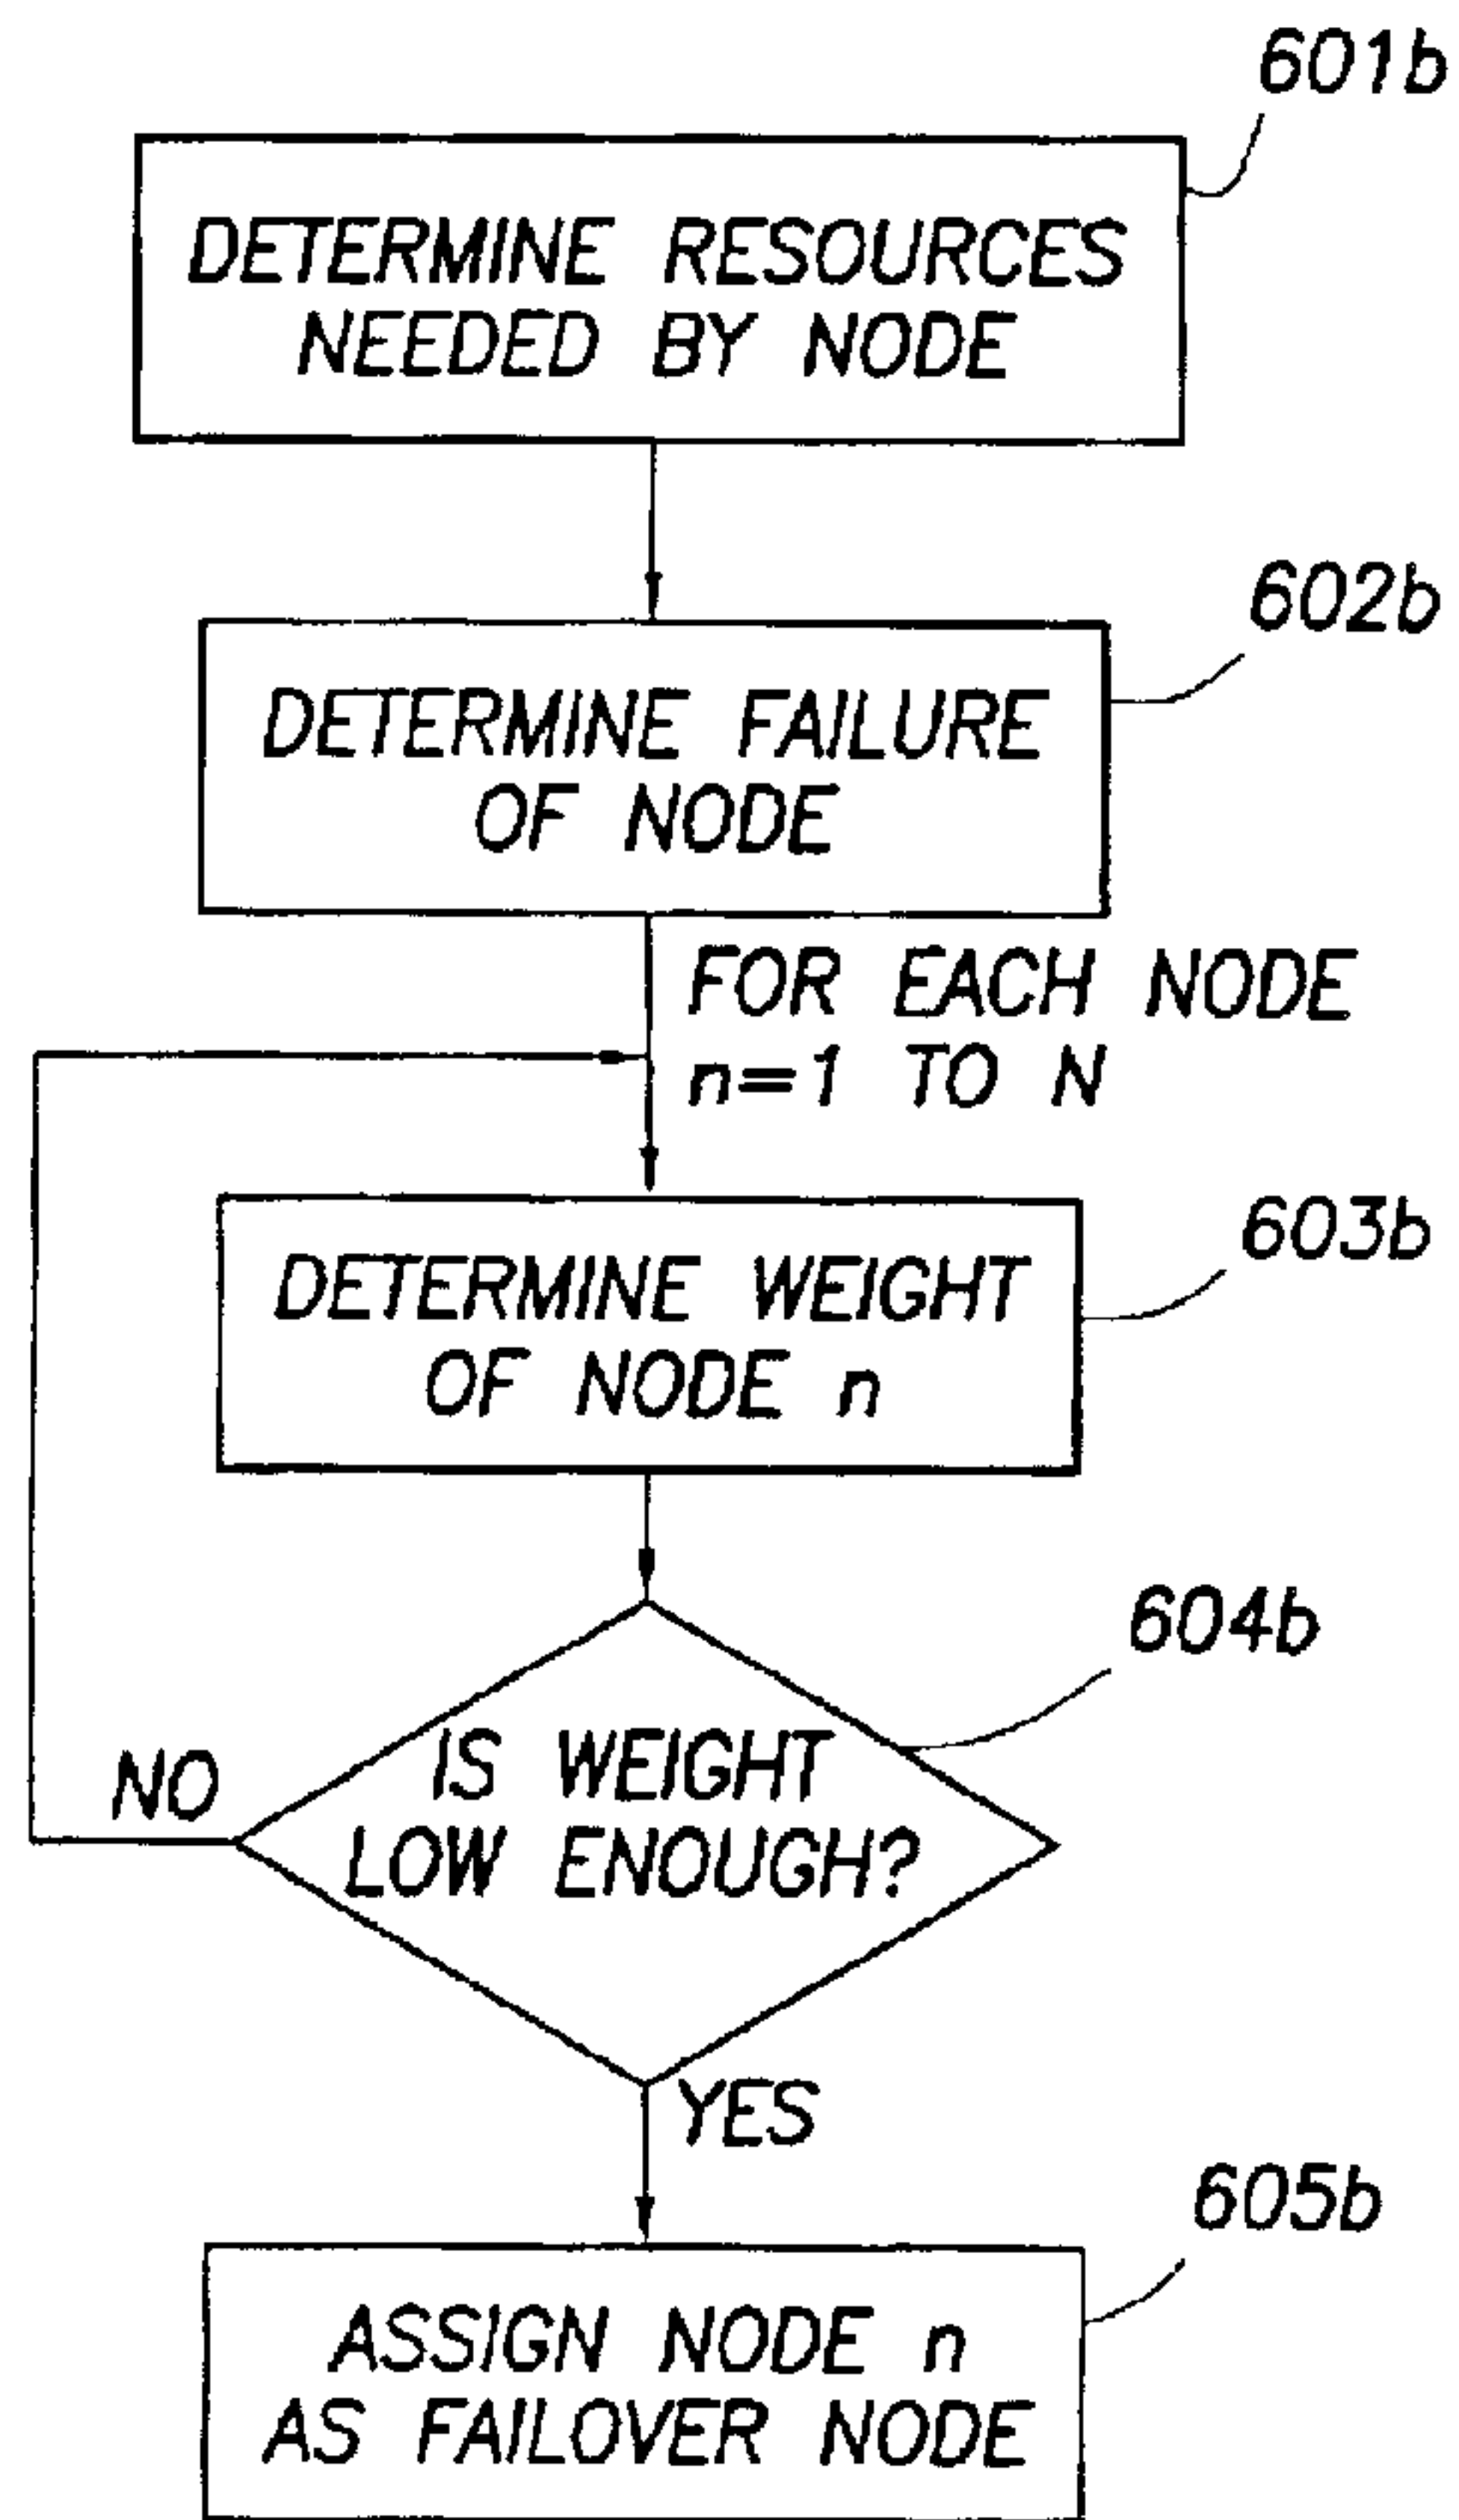 601b
DETERMINE RESOURCES
NEEDED BY NODE
602b
DETERMINE FAILURE
OF NODE
FOR EACH NODE
n=1 TO N
603b
DETERMINE WEIGHT
OF NODE n
604b
IS WEIGHT
LOW ENOUGH?
NO
YES
605b
ASSIGN NODE n
AS FAILOVER NODE